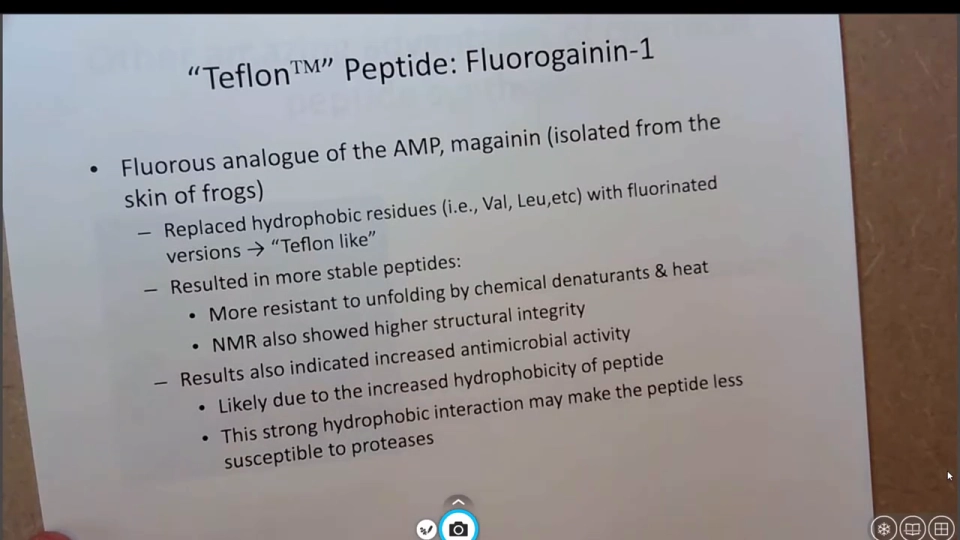 “Teflon™” Peptide: Fluorogainin-1
• Fluorous analogue of the AMP, magainin (isolated from the
skin of frogs)
– Replaced hydrophobic residues (i.e., Val, Leu,etc) with fluorinated
versions → “Teflon like”
– Resulted in more stable peptides:
• More resistant to unfolding by chemical denaturants & heat
• NMR also showed higher structural integrity
– Results also indicated increased antimicrobial activity
• Likely due to the increased hydrophobicity of peptide
• This strong hydrophobic interaction may make the peptide less
susceptible to proteases